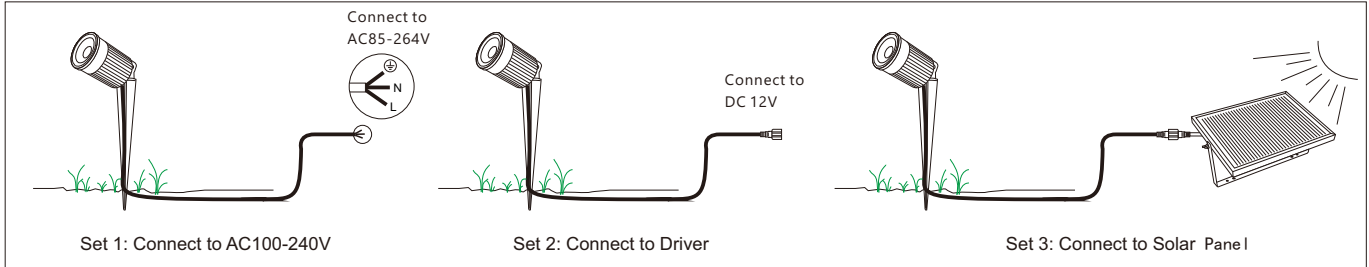 Connect to
AC85-264V
N
L
Set 1: Connect to AC100-240V
Connect to
DC 12V
Set 2: Connect to Driver
Set 3: Connect to Solar Panel